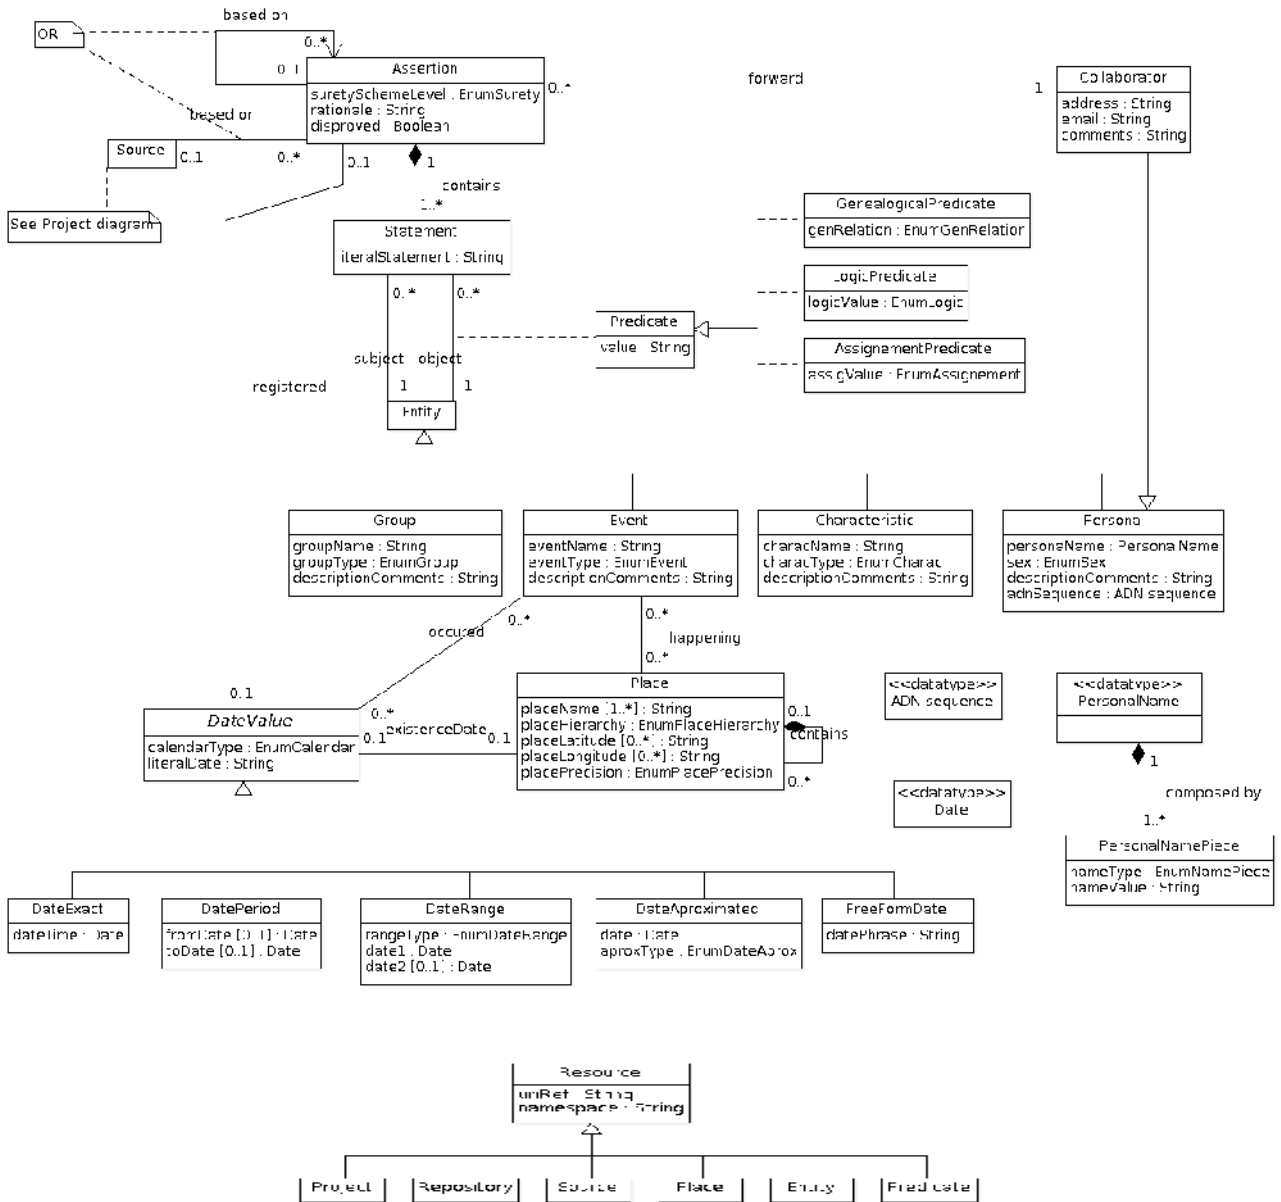 based on
OR
0..*
0..1
Assertion
suretySchemeLevel : EnumSurety
rationale : String
disproved : Boolean
0..*
forward
1
Collaborator
address : String
email : String
comments : String
based on
Source
0..1
0..*
0..1
1
contains
1..*
See Project diagram
Statement
iteralStatement : String
0..*
0..*
GenealogicalPredicate
genRelation : EnumGenRelation
LogicPredicate
logicValue : EnumLogic
Predicate
value : String
AssignementPredicate
assigValue : EnumAssignement
subject
object
registered
1
1
Entity
Group
groupName : String
groupType : EnumGroup
descriptionComments : String
Event
eventName : String
eventType : EnumEvent
descriptionComments : String
Characteristic
characName : String
characType : EnumCharac
descriptionComments : String
Persona
personaName : PersonalName
sex : EnumSex
descriptionComments : String
adnSequence : ADN sequence
0..*
0..*
occured
happening
0..*
0..1
0..*
DateValue
calendarType : EnumCalendar
literalDate : String
0..1
existenceDate
0..1
Place
placeName [1..*] : String
placeHierarchy : EnumPlaceHierarchy
placeLatitude [0..*] : String
placeLongitude [0..*] : String
placePrecision : EnumPlacePrecision
0..1
contains
0..*
<<datatype>>
ADN sequence
<<datatype>>
PersonalName
1
<<datatype>>
Date
composed by
1..*
PersonalNamePiece
nameType : EnumNamePiece
nameValue : String
DateExact
dateTime : Date
DatePeriod
fromDate [0..1] : Date
toDate [0..1] : Date
DateRange
rangeType : EnumDateRange
date1 : Date
date2 [0..1] : Date
DateAproximated
date : Date
aproxType : EnumDateAprox
FreeFormDate
datePhrase : String
Resource
uriRef : String
namespace : String
Project
Repository
Source
Place
Entity
Predicate